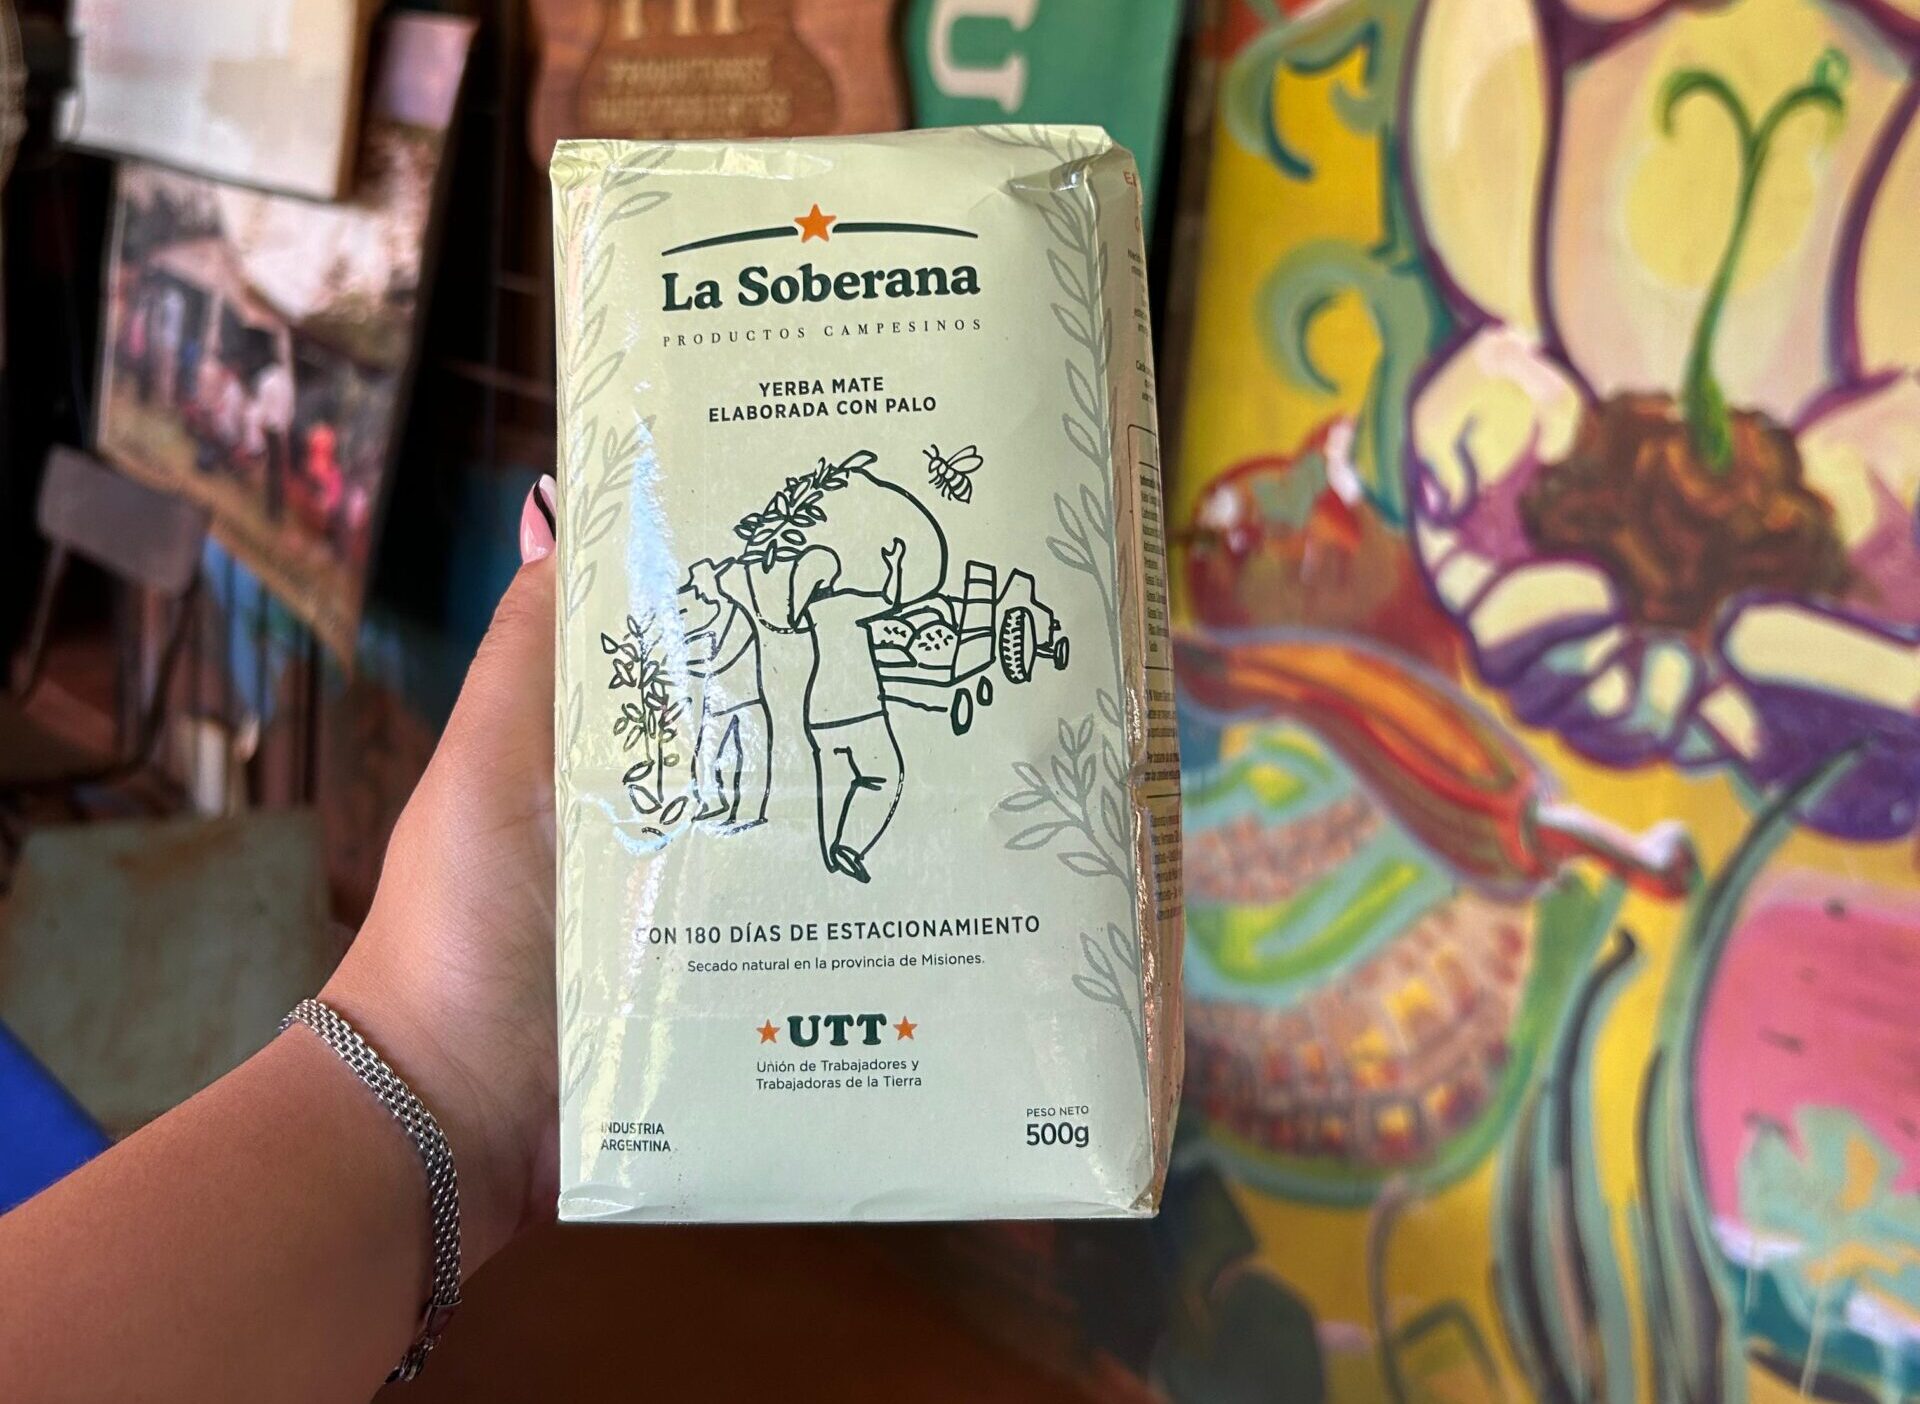 La Soberana
PRODUCTOS CAMPESINOS
YERBA MATE
ELABORADA CON PALO
CON 180 DÍAS DE ESTACIONAMIENTO
Secado natural en la provincia de Misiones.
UTT
Unión de Trabajadores y
Trabajadoras de la Tierra
INDUSTRIA
ARGENTINA
PESO NETO
500g